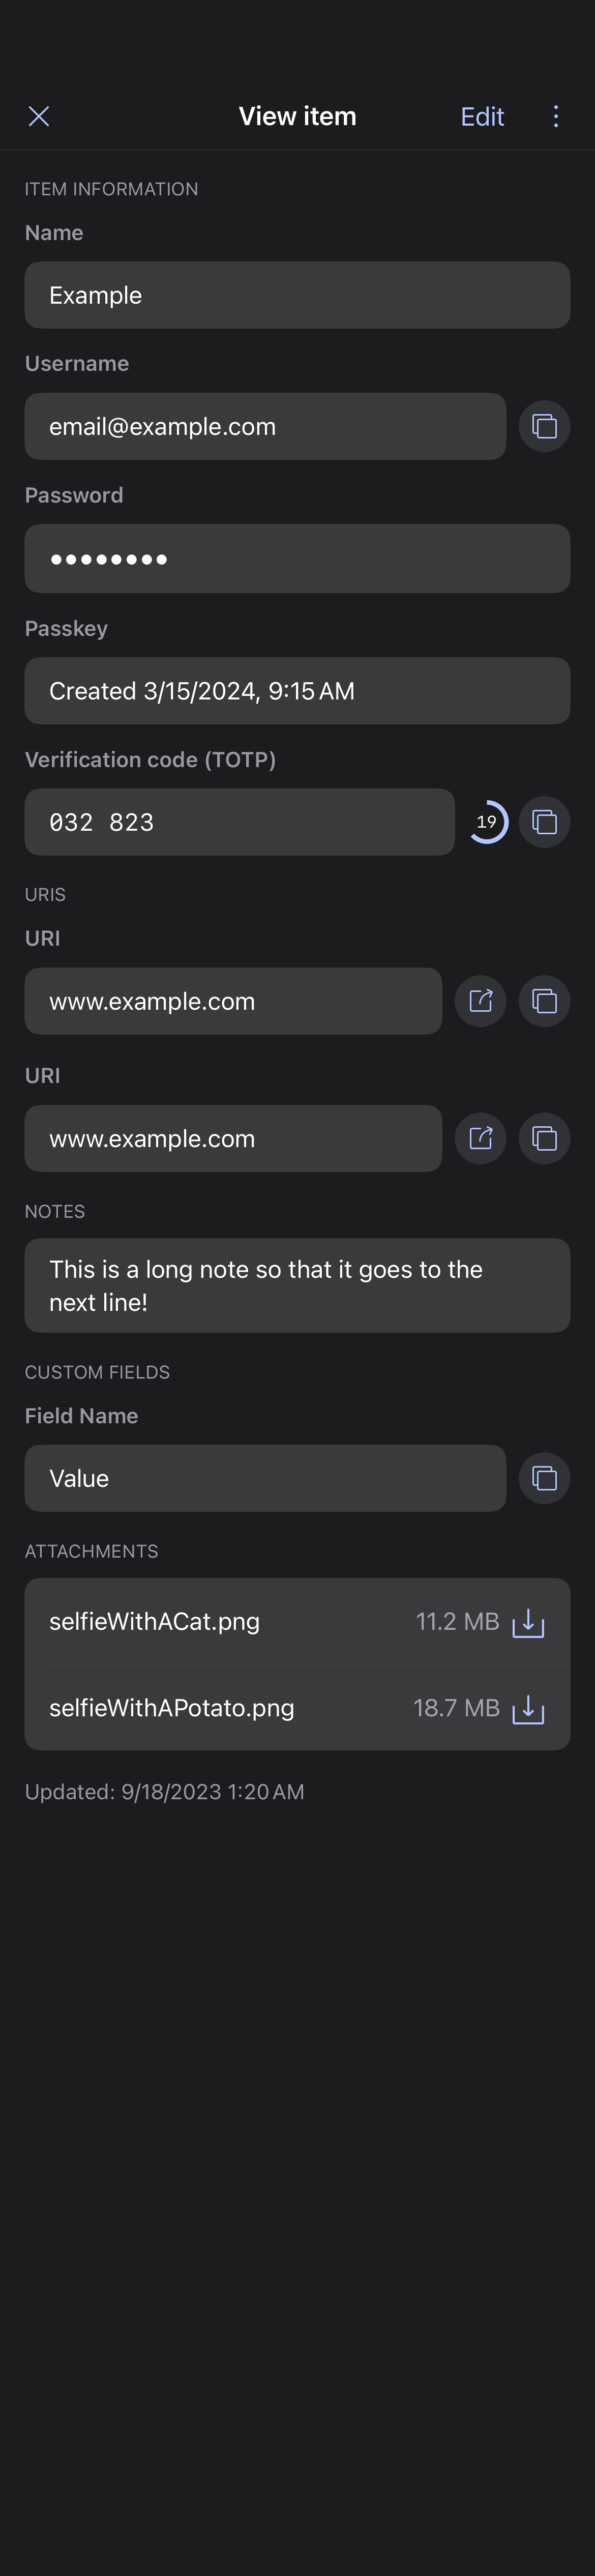 View item Edit
ITEM INFORMATION
Name
Example
Username
email@example.com
Password
••••••••
Passkey
Created 3/15/2024, 9:15 AM
Verification code (TOTP)
032 823 19
URIS
URI
www.example.com
URI
www.example.com
NOTES
This is a long note so that it goes to the
next line!
CUSTOM FIELDS
Field Name
Value
ATTACHMENTS
selfieWithACat.png 11.2 MB
selfieWithAPotato.png 18.7 MB
Updated: 9/18/2023 1:20 AM